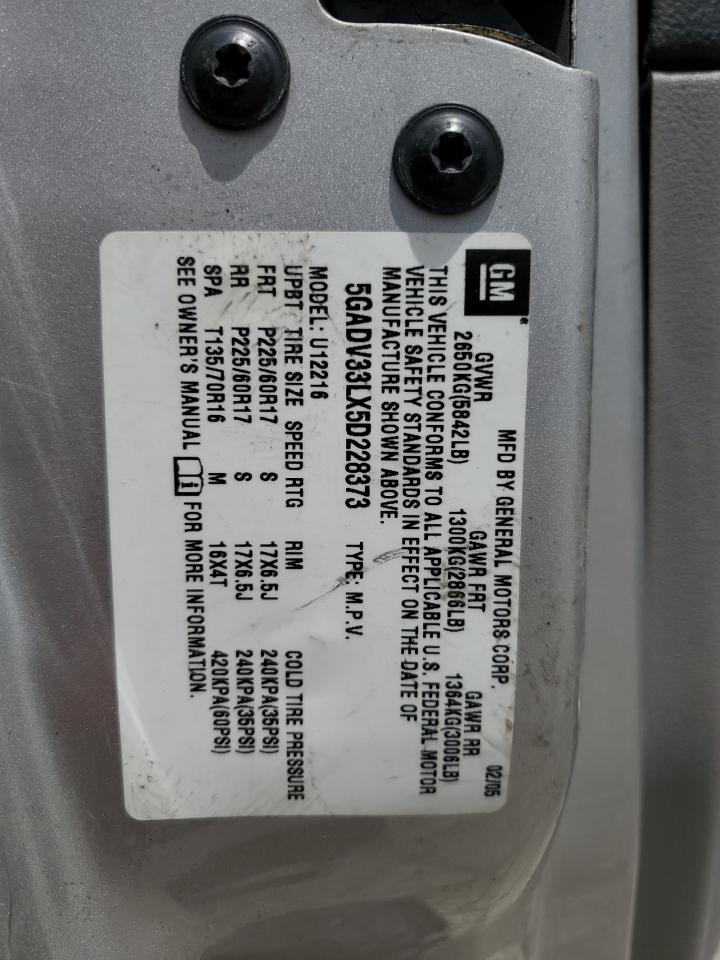 GM
MFD BY GENERAL MOTORS CORP. 02/05
GVWR GAWR FRT GAWR RR
2650KG(5842LB) 1300KG(2866LB) 1364KG(3006LB)
THIS VEHICLE CONFORMS TO ALL APPLICABLE U.S. FEDERAL MOTOR
VEHICLE SAFETY STANDARDS IN EFFECT ON THE DATE OF
MANUFACTURE SHOWN ABOVE.
5GADV33LX5D228373 TYPE: M.P.V.
MODEL: U12216
UPBT TIRE SIZE SPEED RTG RIM COLD TIRE PRESSURE
FRT P225/60R17 S 17X6.5J 240KPA(35PSI)
RR P225/60R17 S 17X6.5J 240KPA(35PSI)
SPA T135/70R16 M 16X4T 420KPA(60PSI)
SEE OWNER'S MANUAL i FOR MORE INFORMATION.